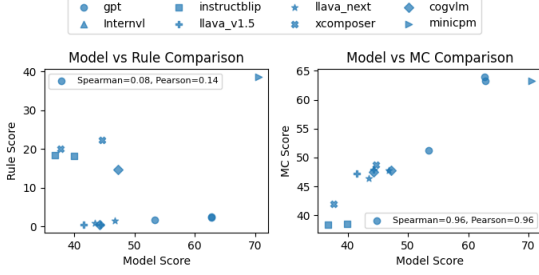 gpt instructblip llava_next cogvlm
Internvl llava_v1.5 xcomposer minicpm
Model vs Rule Comparison
Spearman=0.08, Pearson=0.14
Rule Score
40
30
20
10
0
40 50 60 70
Model Score
Model vs MC Comparison
Spearman=0.96, Pearson=0.96
MC Score
65
60
55
50
45
40
40 50 60 70
Model Score